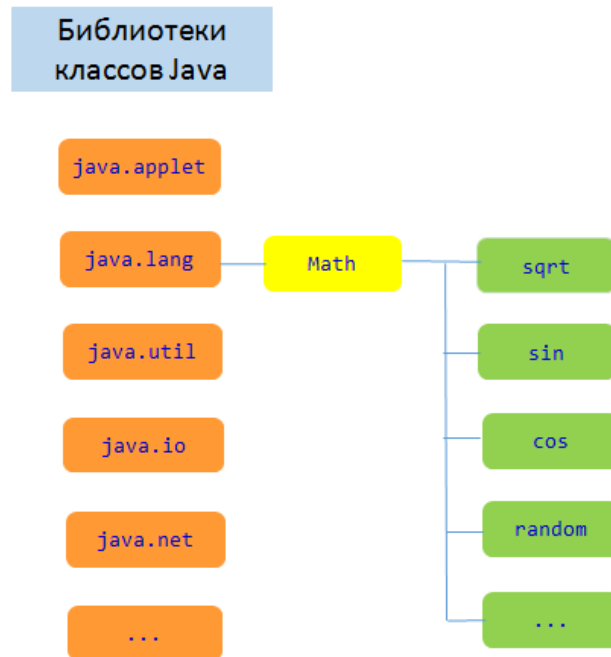 Библиотеки
классов Java
java.applet
java.lang
Math
sqrt
java.util
sin
java.io
cos
java.net
random
...
...